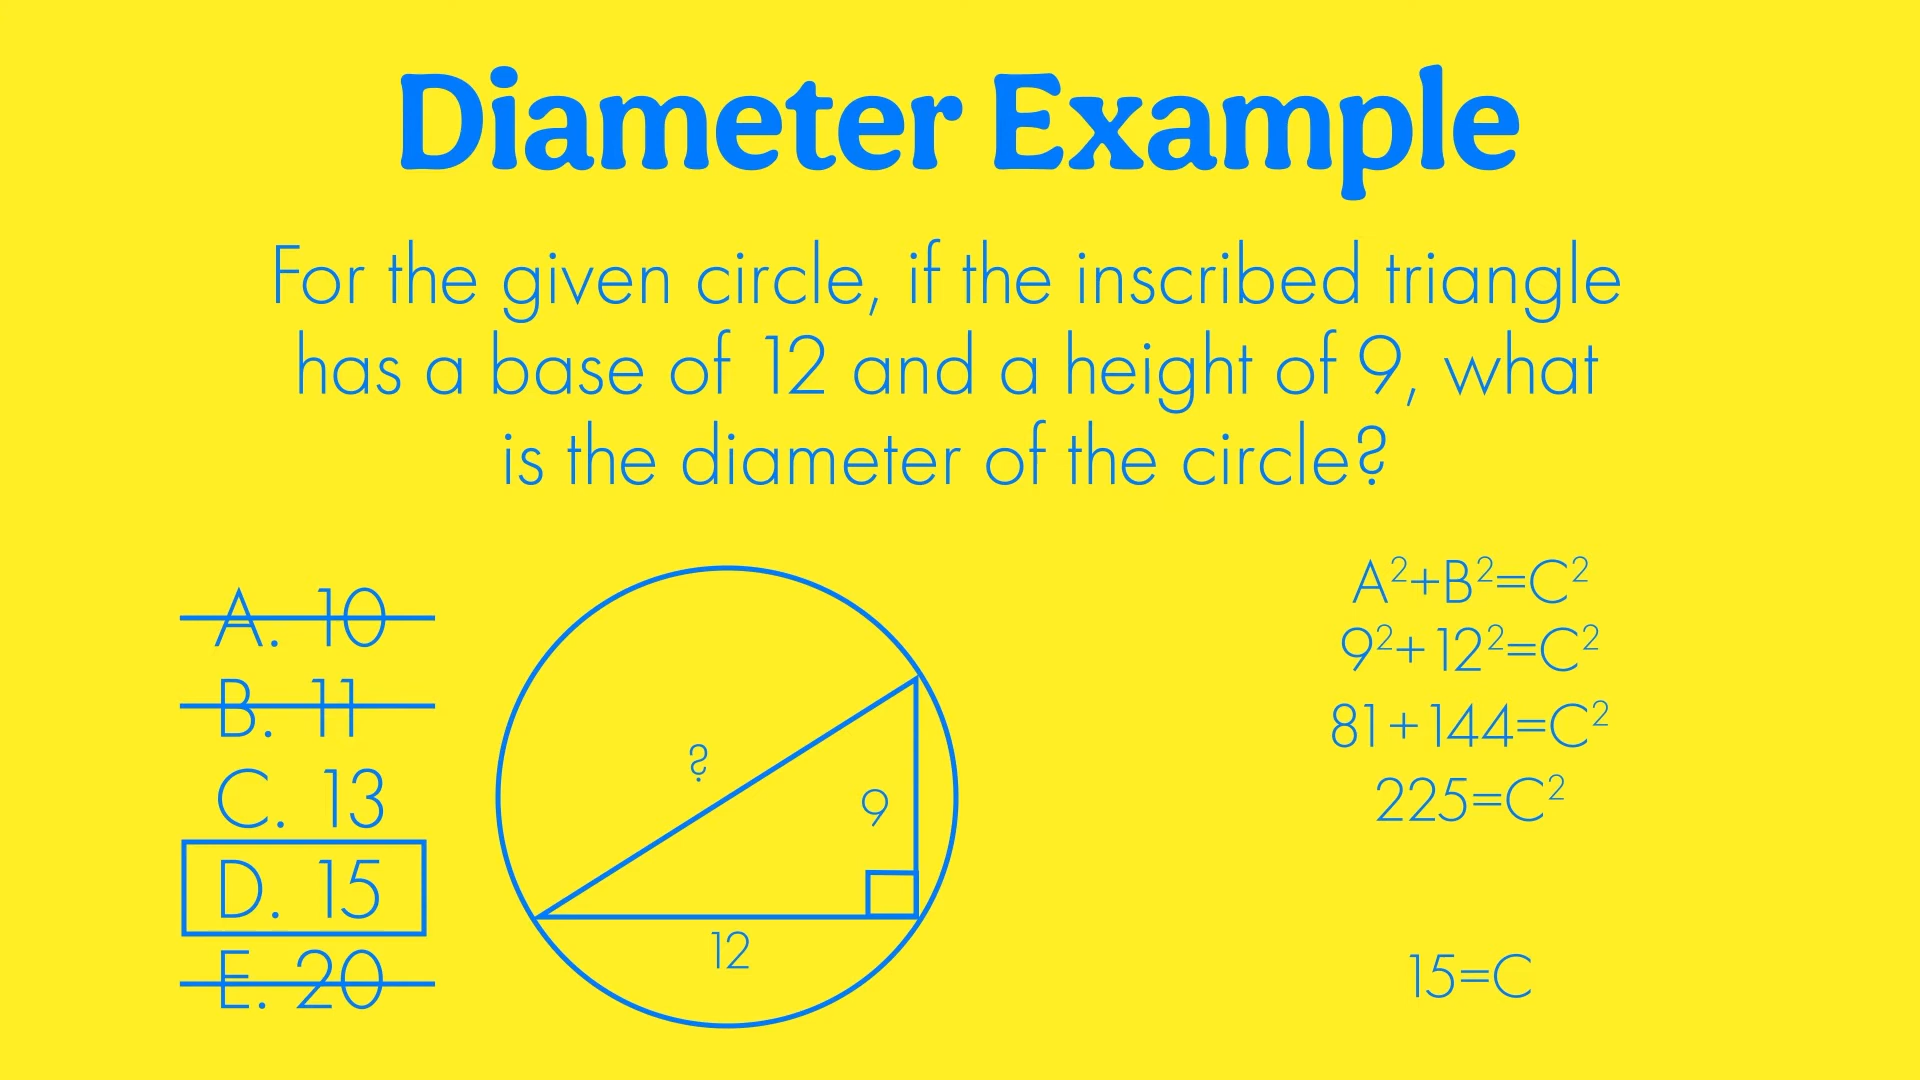 Diameter Example
For the given circle, if the inscribed triangle
has a base of 12 and a height of 9, what
is the diameter of the circle?
A. 10
B. 11
C. 13
D. 15
E. 20
?
9
12
A²+B²=C²
9²+12²=C²
81+144=C²
225=C²
15=C